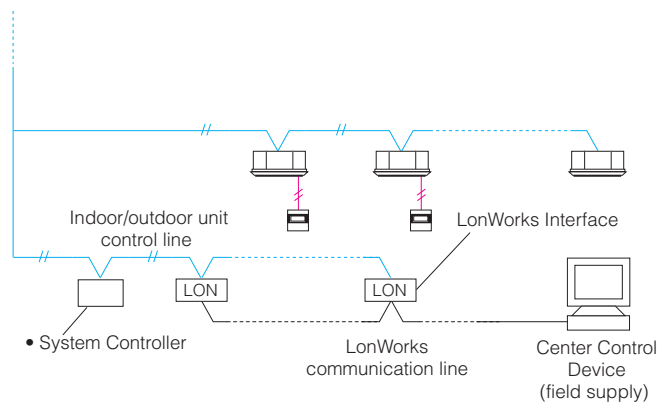 Indoor/outdoor unit
control line
LonWorks Interface
LON
LON
• System Controller
LonWorks
communication line
Center Control
Device
(field supply)